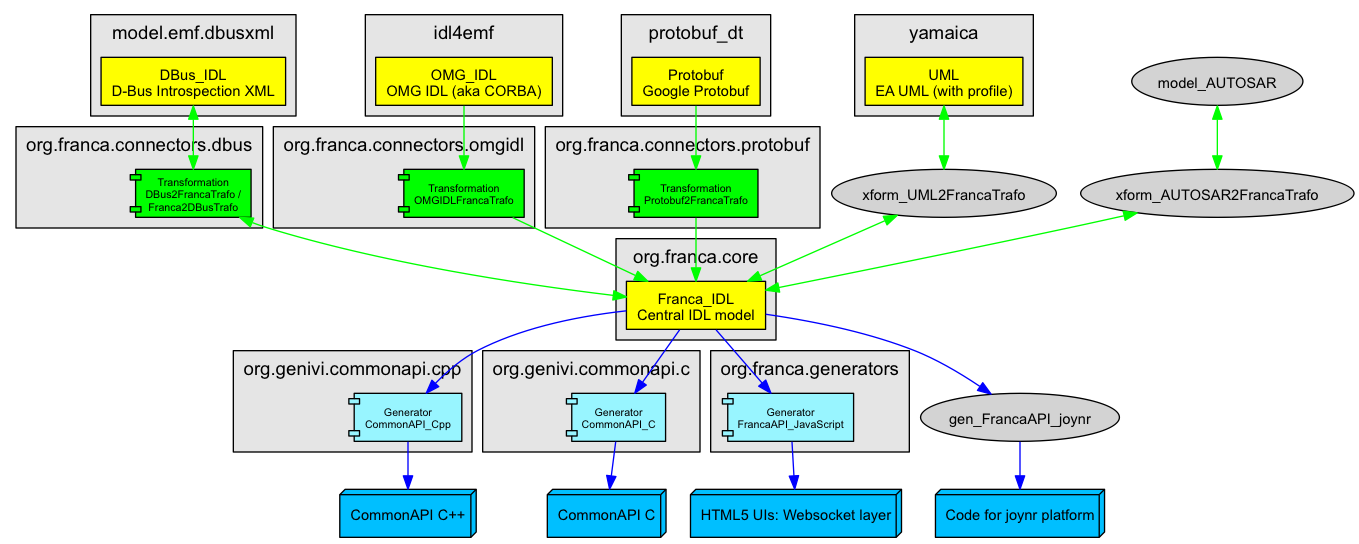 model.emf.dbusxml
DBus_IDL
D-Bus Introspection XML
idl4emf
OMG_IDL
OMG IDL (aka CORBA)
protobuf_dt
Protobuf
Google Protobuf
yamaica
UML
EA UML (with profile)
model_AUTOSAR
org.franca.connectors.dbus
Transformation
DBus2FrancaTrafo /
Franca2DBusTrafo
org.franca.connectors.omgidl
Transformation
OMGIDLFrancaTrafo
org.franca.connectors.protobuf
Transformation
Protobuf2FrancaTrafo
xform_UML2FrancaTrafo
xform_AUTOSAR2FrancaTrafo
org.franca.core
Franca_IDL
Central IDL model
org.genivi.commonapi.cpp
Generator
CommonAPI_Cpp
org.genivi.commonapi.c
Generator
CommonAPI_C
org.franca.generators
Generator
FrancaAPI_JavaScript
gen_FrancaAPI_joynr
CommonAPI C++
CommonAPI C
HTML5 UIs: Websocket layer
Code for joynr platform